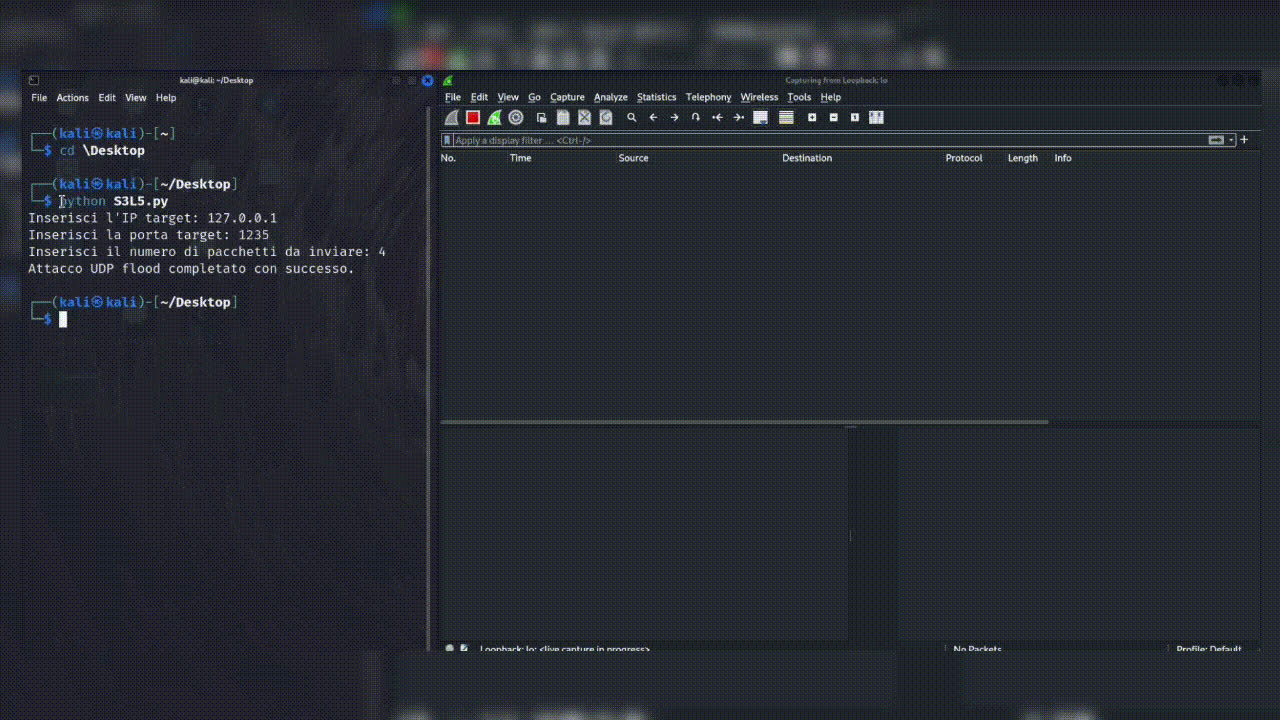 kali@kali: ~/Desktop
File Actions Edit View Help
┌──(kali㉿kali)-[~]
└─$ cd \Desktop
┌──(kali㉿kali)-[~/Desktop]
└─$ python S3L5.py
Inserisci l'IP target: 127.0.0.1
Inserisci la porta target: 1235
Inserisci il numero di pacchetti da inviare: 4
Attacco UDP flood completato con successo.
┌──(kali㉿kali)-[~/Desktop]
└─$
Capturing from Loopback: lo
File Edit View Go Capture Analyze Statistics Telephony Wireless Tools Help
Apply a display filter ... <Ctrl-/>
No. Time Source Destination Protocol Length Info
Loopback: lo: <live capture in progress> No Packets Profile: Default